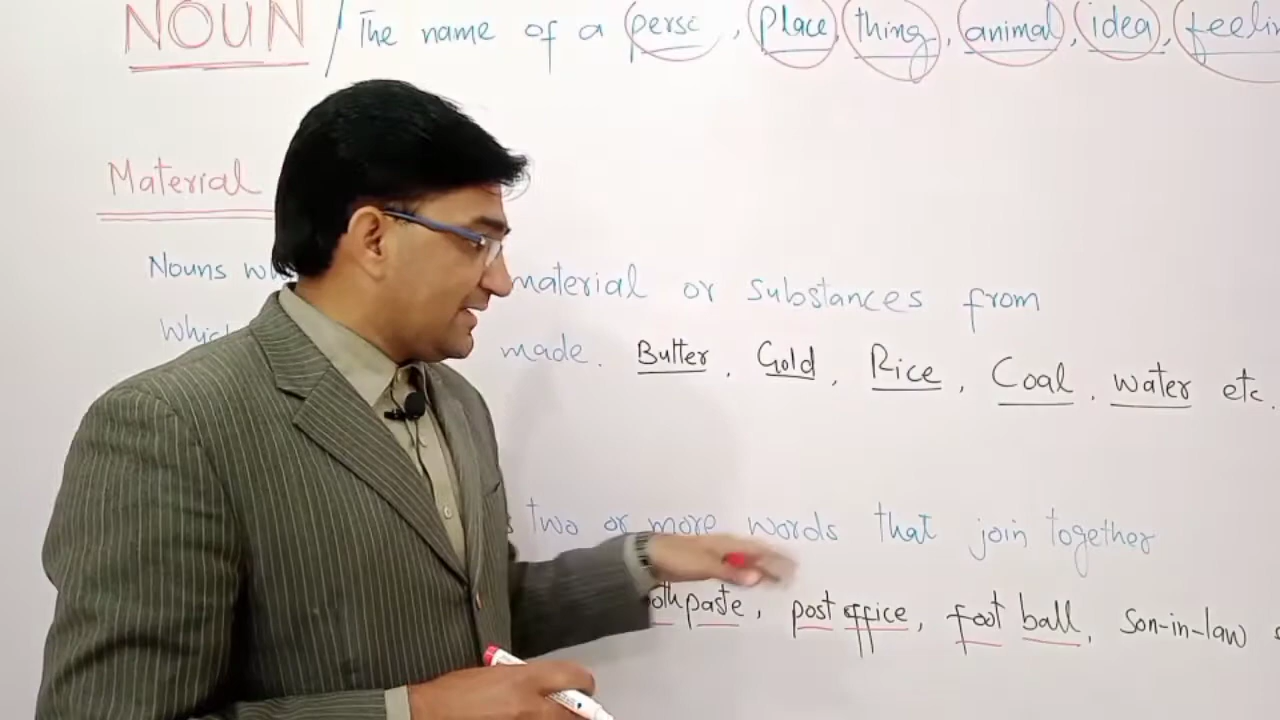 NOUN / The name of a perso , place, thing, animal, idea, feelin
Material
Nouns wh material or substances from
which made. Butter, Gold, Rice, Coal, water etc.
s two or more words that join together
othpaste, post office, foot ball, son-in-law